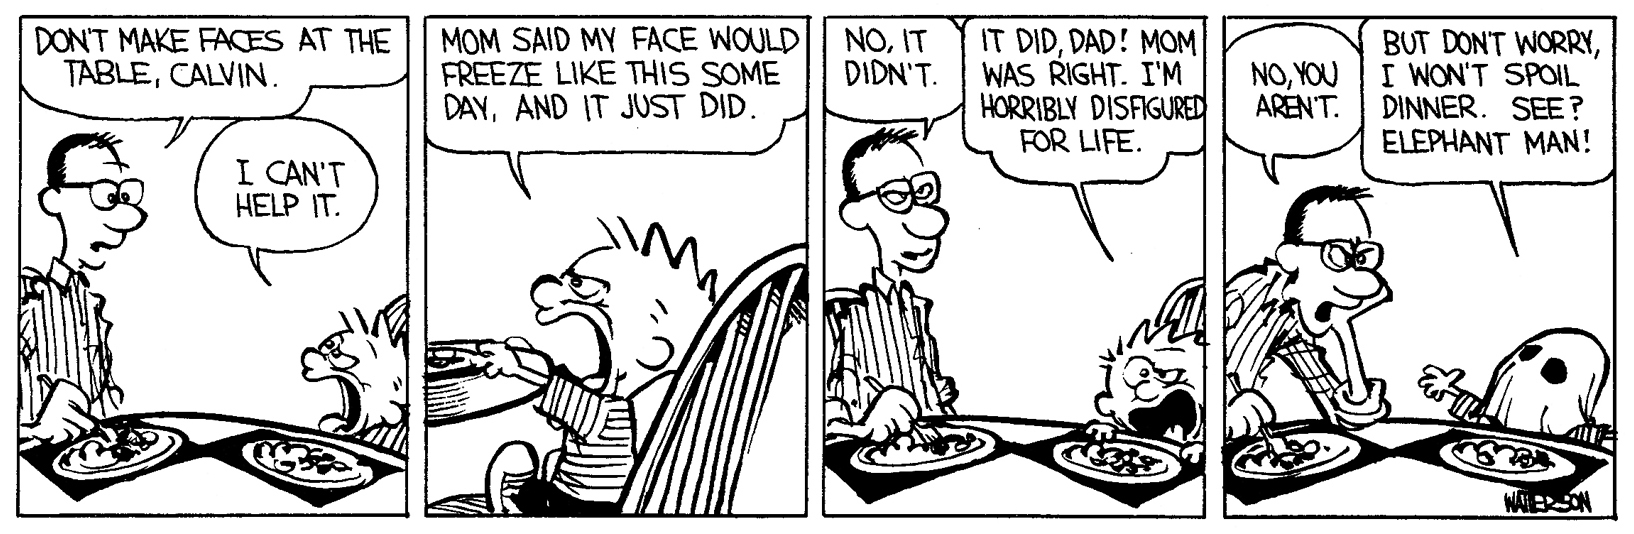 DON'T MAKE FACES AT THE
TABLE, CALVIN.
I CAN'T
HELP IT.
MOM SAID MY FACE WOULD
FREEZE LIKE THIS SOME
DAY, AND IT JUST DID.
NO, IT
DIDN'T.
IT DID, DAD! MOM
WAS RIGHT. I'M
HORRIBLY DISFIGURED
FOR LIFE.
NO, YOU
AREN'T.
BUT DON'T WORRY,
I WON'T SPOIL
DINNER. SEE?
ELEPHANT MAN!
WATTERSON